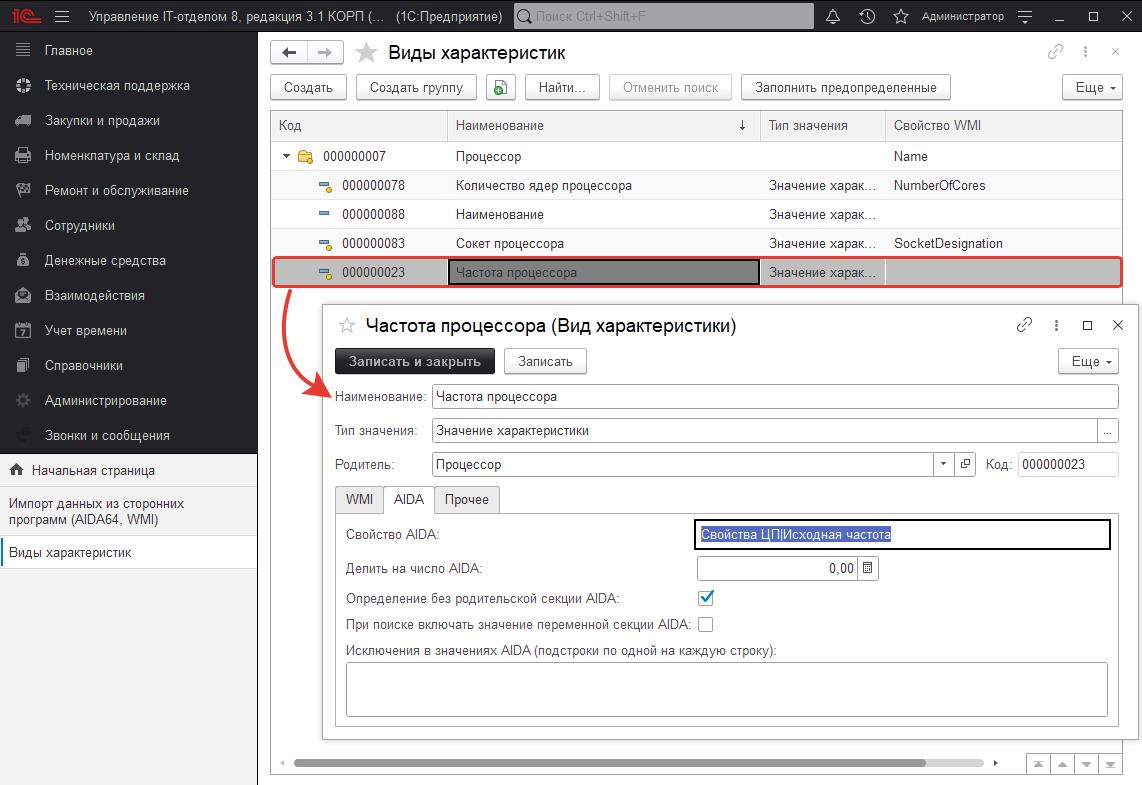 1С Управление IT-отделом 8, редакция 3.1 КОРП (... (1С:Предприятие) Поиск Ctrl+Shift+F Администратор
Главное
Техническая поддержка
Закупки и продажи
Номенклатура и склад
Ремонт и обслуживание
Сотрудники
Денежные средства
Взаимодействия
Учет времени
Справочники
Администрирование
Звонки и сообщения
Начальная страница
Импорт данных из сторонних
программ (AIDA64, WMI)
Виды характеристик
Виды характеристик
Создать Создать группу Найти... Отменить поиск Заполнить предопределенные Еще
Код Наименование ↓ Тип значения Свойство WMI
000000007 Процессор Name
000000078 Количество ядер процессора Значение харак... NumberOfCores
000000088 Наименование Значение харак...
000000083 Сокет процессора Значение харак... SocketDesignation
000000023 Частота процессора Значение харак...
Частота процессора (Вид характеристики)
Записать и закрыть Записать Еще
Наименование: Частота процессора
Тип значения: Значение характеристики ...
Родитель: Процессор Код: 000000023
WMI AIDA Прочее
Свойство AIDA: Свойства ЦП|Исходная частота
Делить на число AIDA: 0,00
Определение без родительской секции AIDA:
При поиске включать значение переменной секции AIDA:
Исключения в значениях AIDA (подстроки по одной на каждую строку):